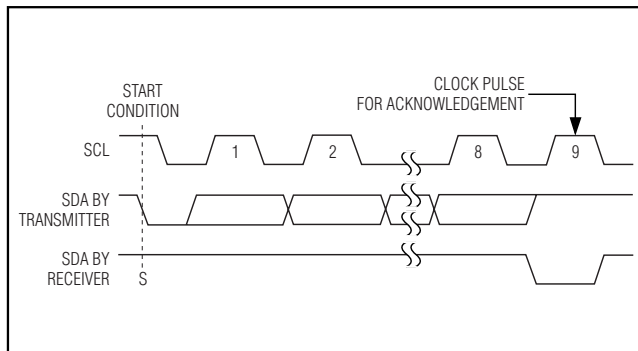 START
CONDITION
CLOCK PULSE
FOR ACKNOWLEDGEMENT
SCL
1
2
8
9
SDA BY
TRANSMITTER
SDA BY
RECEIVER
S